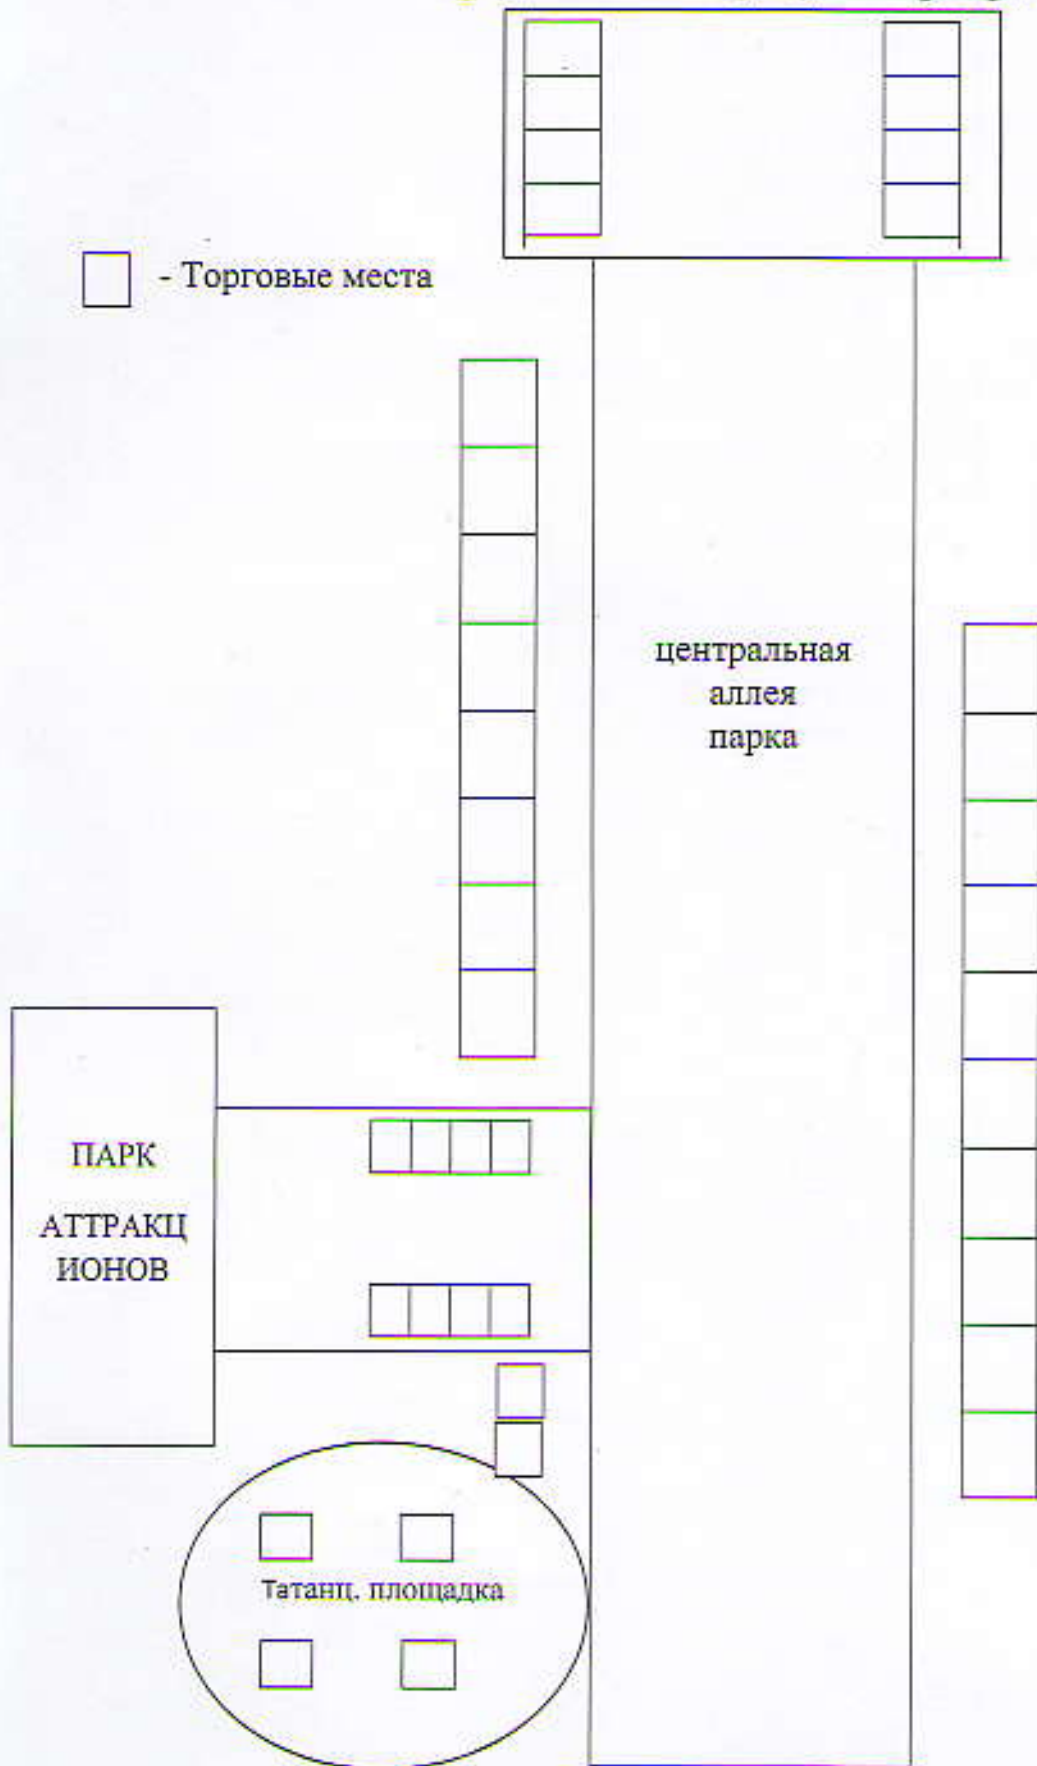 - Торговые места
центральная
аллея
парка
ПАРК
АТТРАКЦ
ИОНОВ
Татанц. площадка